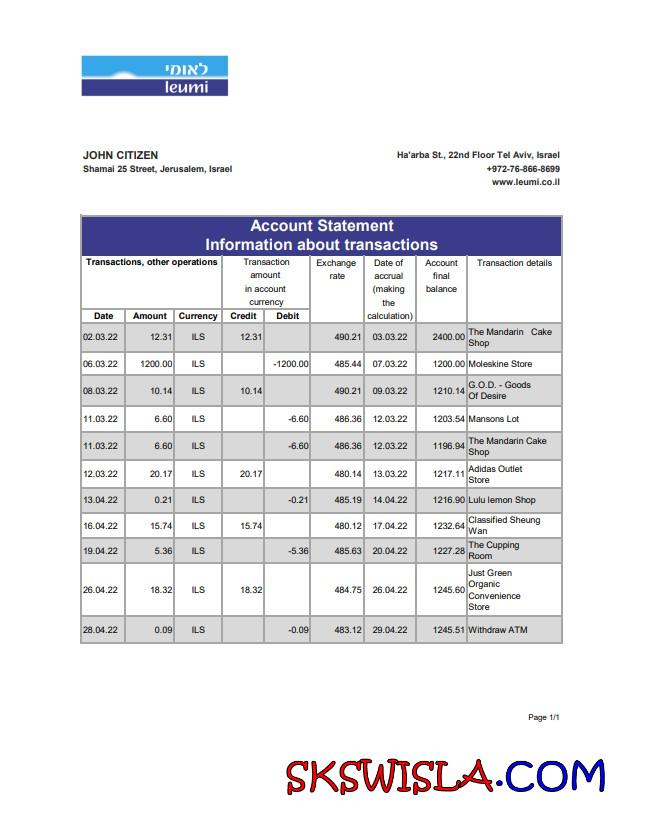 לאומי
leumi
JOHN CITIZEN
Shamai 25 Street, Jerusalem, Israel
Ha'arba St., 22nd Floor Tel Aviv, Israel
+972-76-866-8699
www.leumi.co.il
Account Statement
Information about transactions
Transactions, other operations
Transaction
amount
in account
currency
Exchange
rate
Date of
accrual
(making
the
calculation)
Account
final
balance
Transaction details
Date Amount Currency Credit Debit
02.03.22 12.31 ILS 12.31 490.21 03.03.22 2400.00 The Mandarin Cake
Shop
06.03.22 1200.00 ILS -1200.00 485.44 07.03.22 1200.00 Moleskine Store
08.03.22 10.14 ILS 10.14 490.21 09.03.22 1210.14 G.O.D. - Goods
Of Desire
11.03.22 6.60 ILS -6.60 486.36 12.03.22 1203.54 Mansons Lot
11.03.22 6.60 ILS -6.60 486.36 12.03.22 1196.94 The Mandarin Cake
Shop
12.03.22 20.17 ILS 20.17 480.14 13.03.22 1217.11 Adidas Outlet
Store
13.04.22 0.21 ILS -0.21 485.19 14.04.22 1216.90 Lulu lemon Shop
16.04.22 15.74 ILS 15.74 480.12 17.04.22 1232.64 Classified Sheung
Wan
19.04.22 5.36 ILS -5.36 485.63 20.04.22 1227.28 The Cupping
Room
26.04.22 18.32 ILS 18.32 484.75 26.04.22 1245.60 Just Green
Organic
Convenience
Store
28.04.22 0.09 ILS -0.09 483.12 29.04.22 1245.51 Withdraw ATM
Page 1/1
SKSWISLA.COM